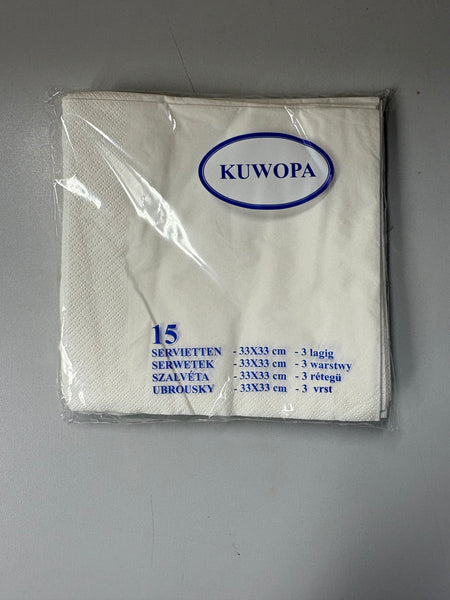 KUWOPA
15
SERVIETTEN - 33X33 cm - 3 lagig
SERWETEK - 33X33 cm - 3 warstwy
SZALVÉTA - 33X33 cm - 3 rétegü
UBROUSKY - 33X33 cm - 3 vrst